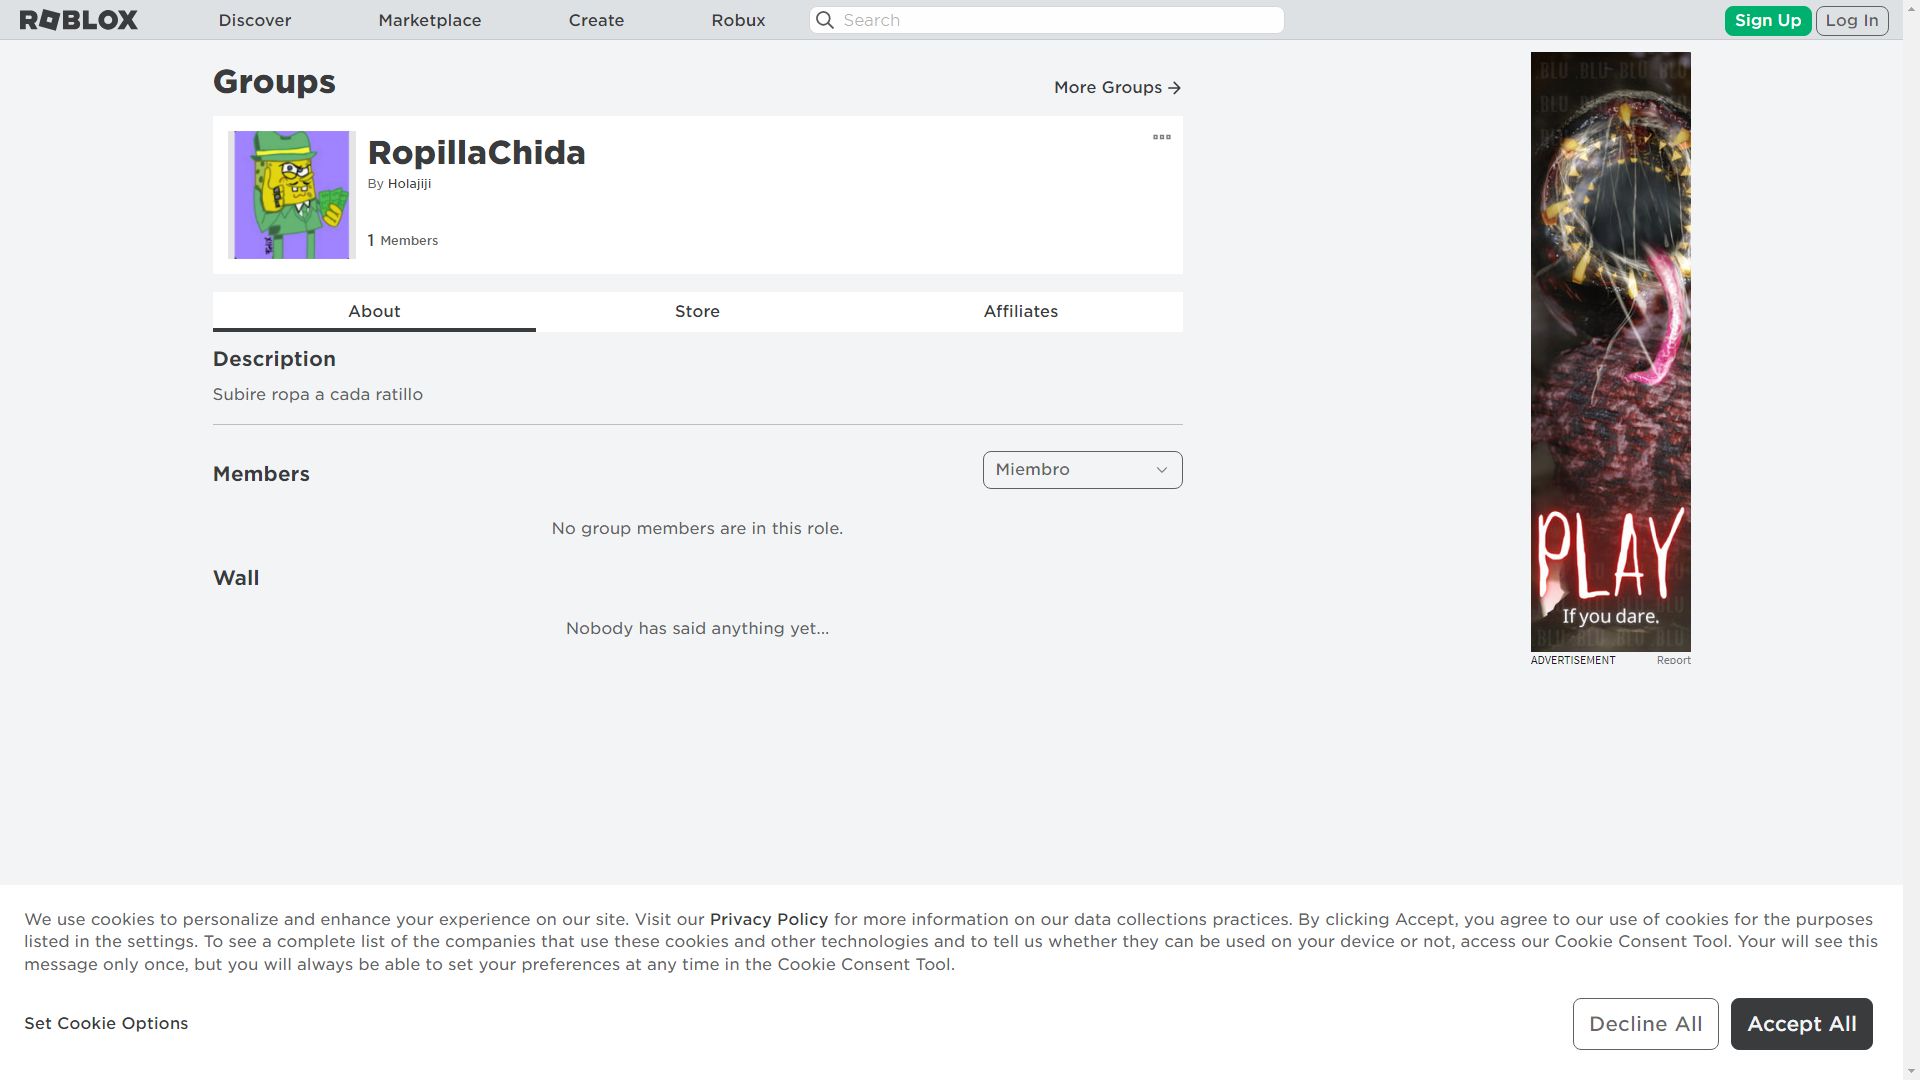 ROBLOX
Discover
Marketplace
Create
Robux
Search
Sign Up
Log In
Groups
More Groups
RopillaChida
By Holajiji
1 Members
About
Store
Affiliates
Description
Subire ropa a cada ratillo
Members
Miembro
No group members are in this role.
Wall
Nobody has said anything yet...
PLAY
If you dare.
ADVERTISEMENT
Report
We use cookies to personalize and enhance your experience on our site. Visit our Privacy Policy for more information on our data collections practices. By clicking Accept, you agree to our use of cookies for the purposes
listed in the settings. To see a complete list of the companies that use these cookies and other technologies and to tell us whether they can be used on your device or not, access our Cookie Consent Tool. Your will see this
message only once, but you will always be able to set your preferences at any time in the Cookie Consent Tool.
Set Cookie Options
Decline All
Accept All